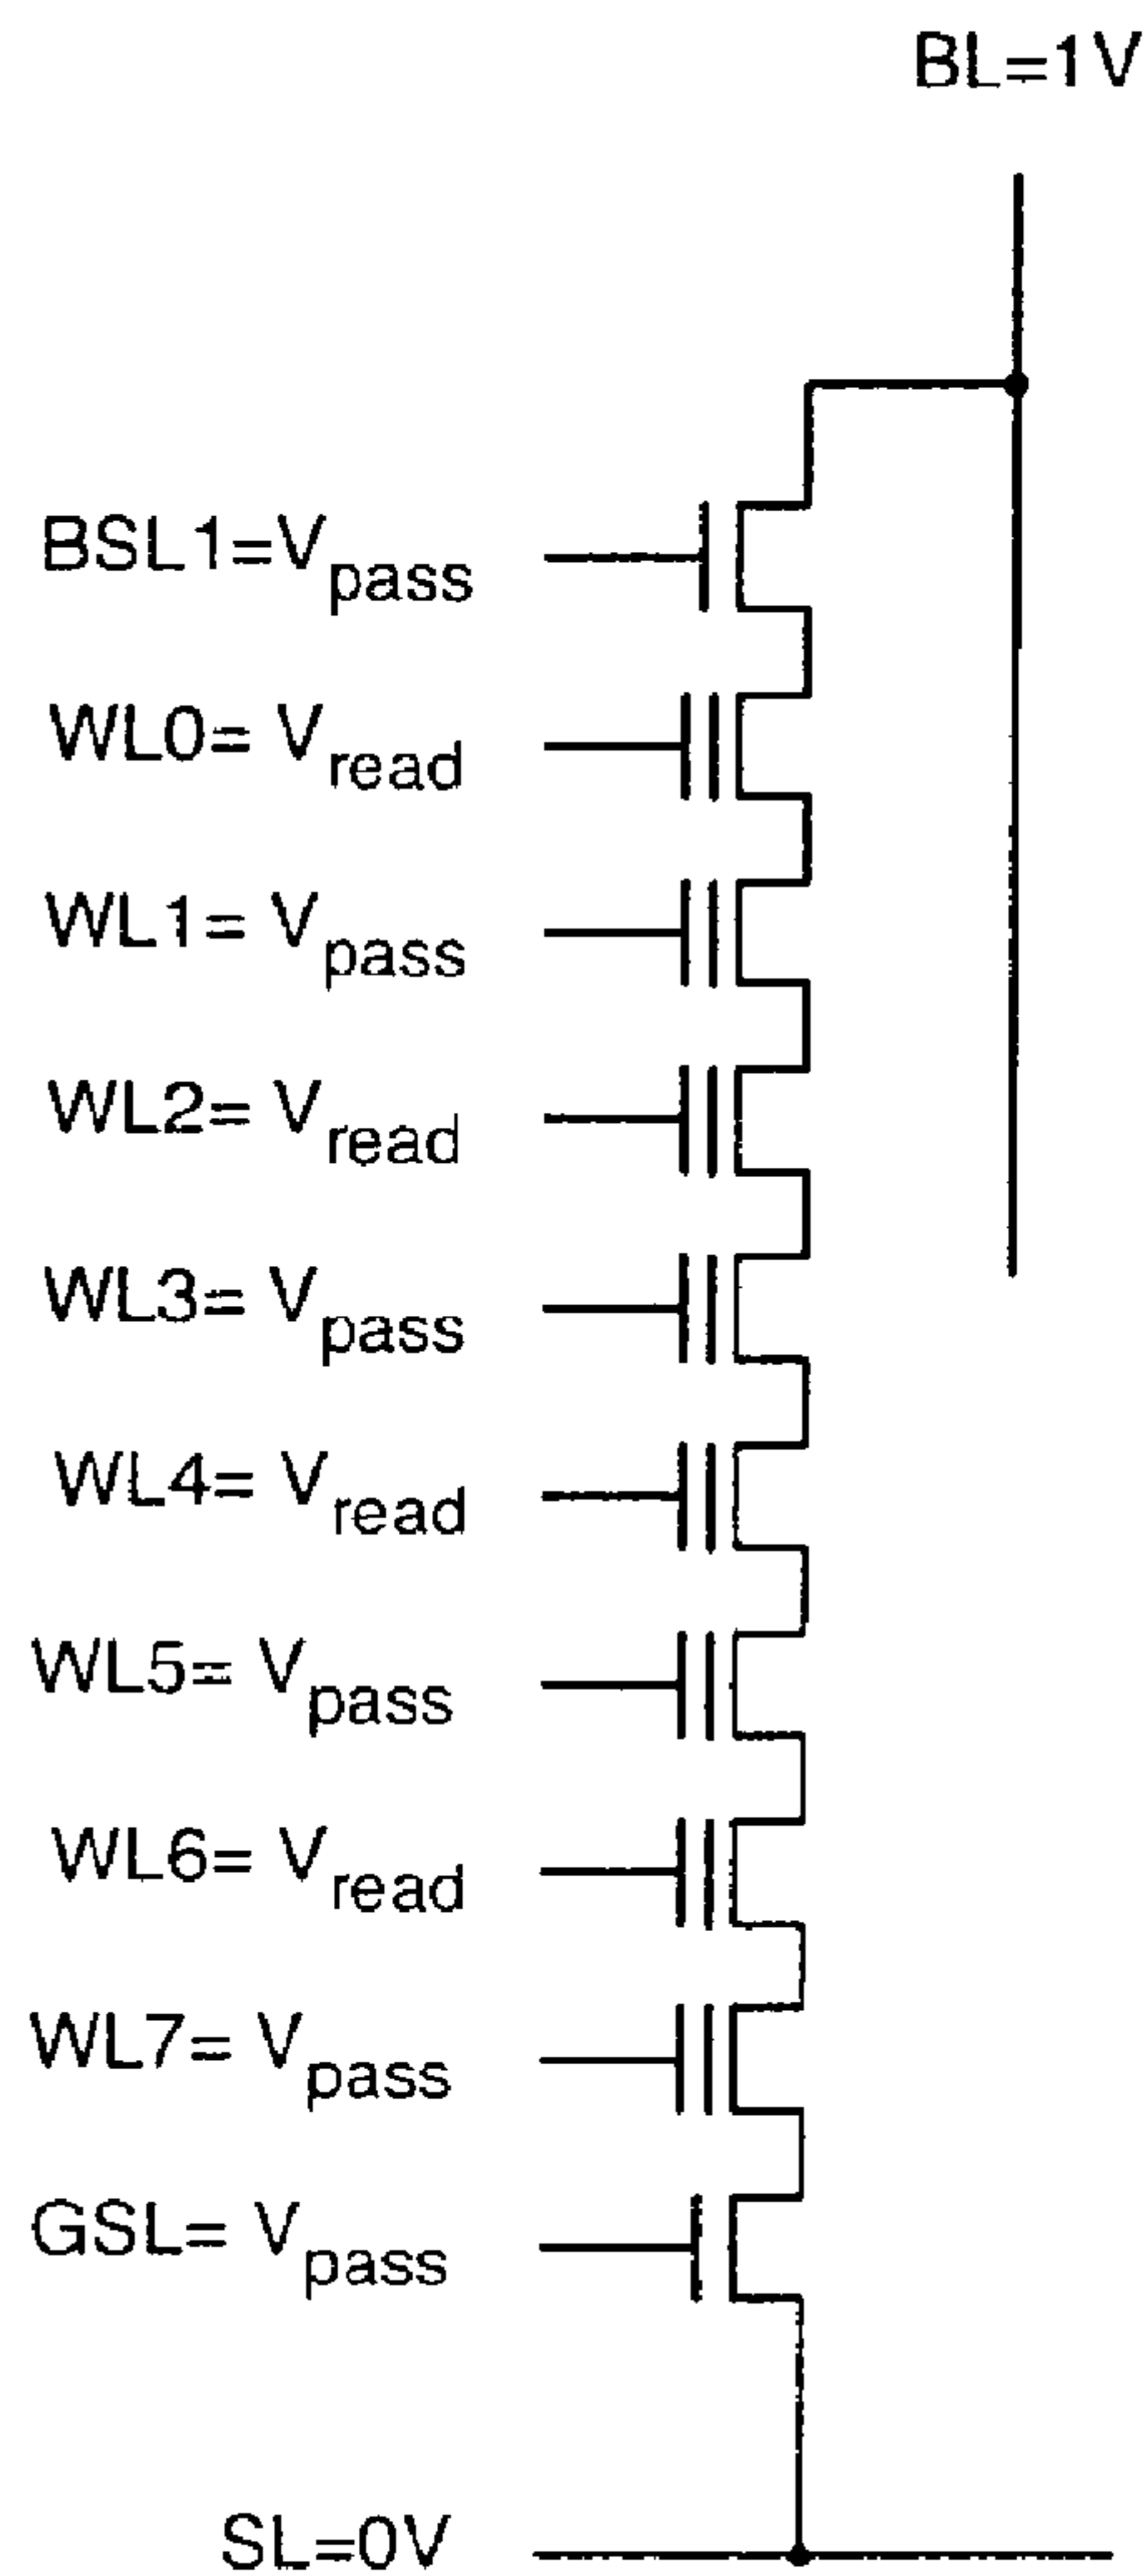 BL=1V
BSL1=Vpass
WL0= Vread
WL1= Vpass
WL2= Vread
WL3= Vpass
WL4= Vread
WL5= Vpass
WL6= Vread
WL7= Vpass
GSL= Vpass
SL=0V